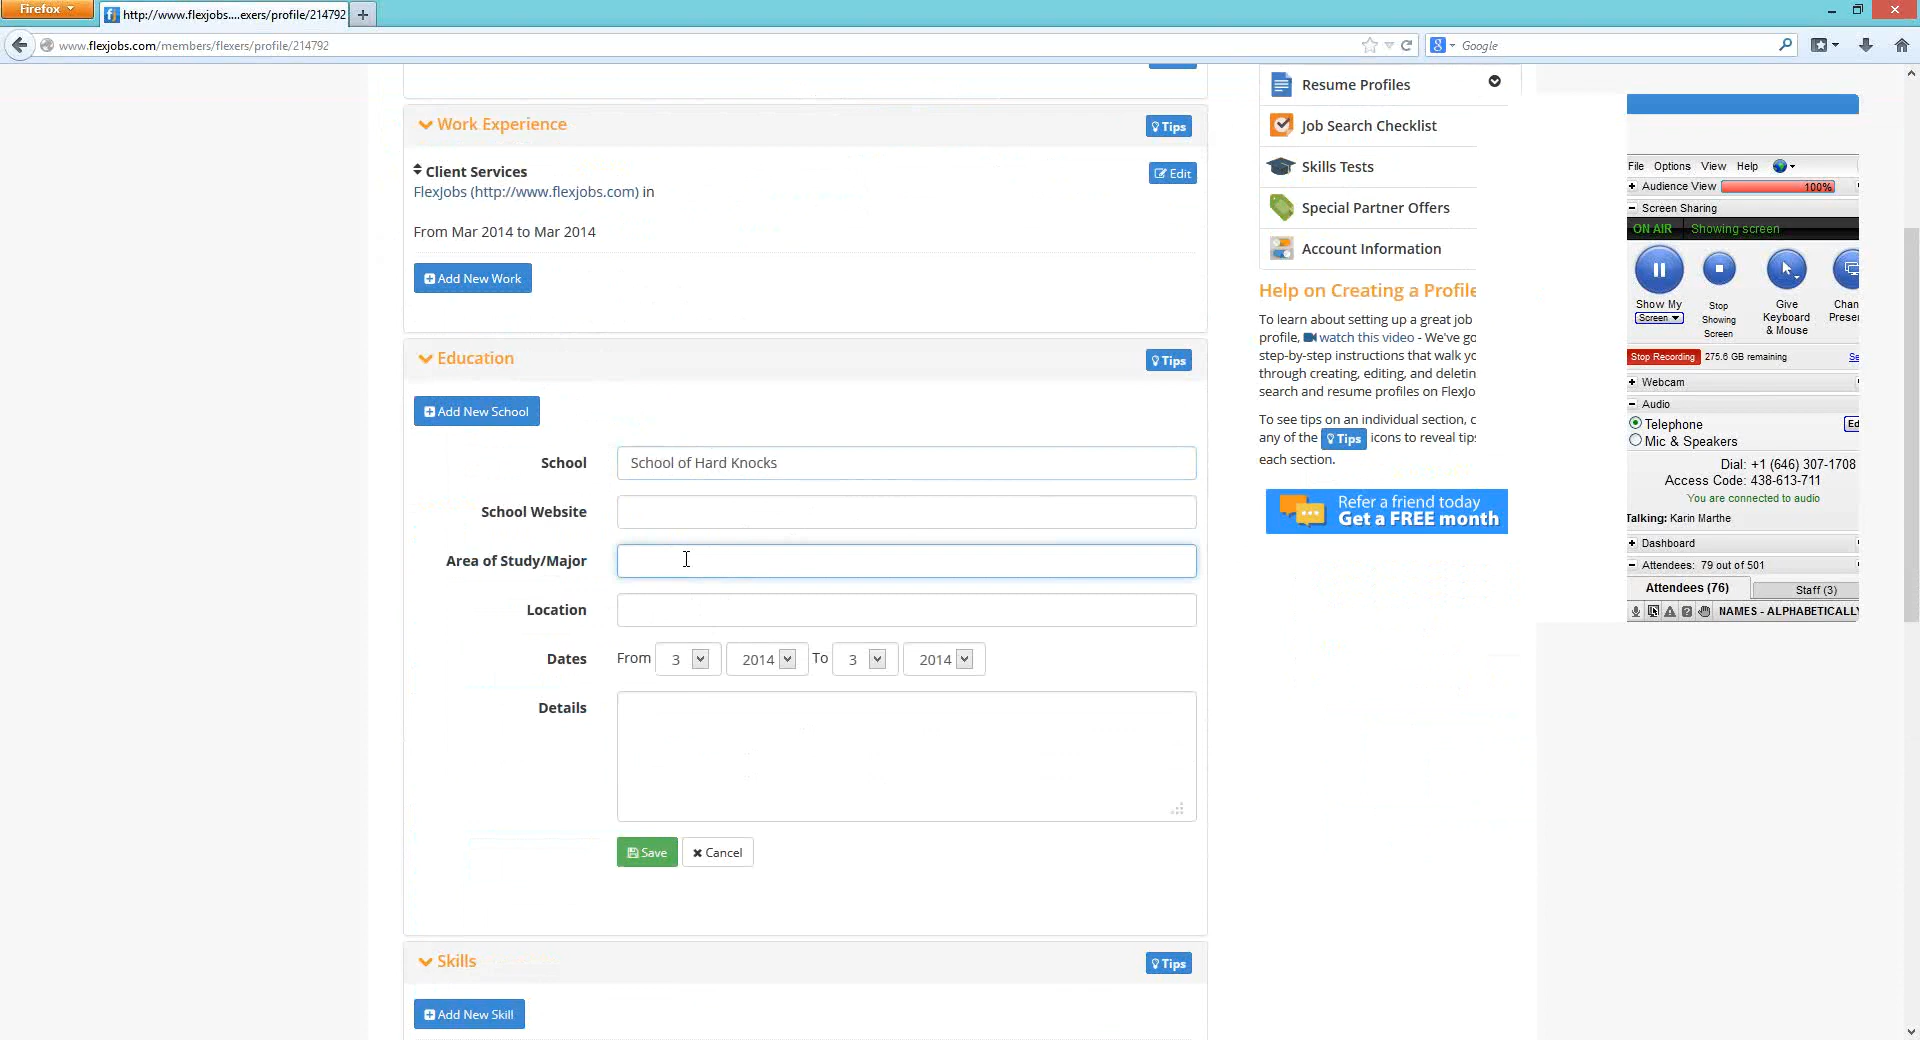 Firefox
http://www.flexjobs....exers/profile/214792
www.flexjobs.com/members/flexers/profile/214792
Google
Work Experience
Tips
Client Services
Edit
FlexJobs (http://www.flexjobs.com) in
From Mar 2014 to Mar 2014
Add New Work
Education
Tips
Add New School
School
School of Hard Knocks
School Website
Area of Study/Major
Location
Dates
From 3 2014 To 3 2014
Details
Save
Cancel
Skills
Tips
Add New Skill
Resume Profiles
Job Search Checklist
Skills Tests
Special Partner Offers
Account Information
Help on Creating a Profile
To learn about setting up a great job
profile, watch this video - We've go
step-by-step instructions that walk yo
through creating, editing, and deletin
search and resume profiles on FlexJo
To see tips on an individual section, c
any of the Tips icons to reveal tips
each section.
Refer a friend today
Get a FREE month
File Options View Help
Audience View 100%
Screen Sharing
ON AIR Showing screen
Show My
Screen
Stop
Showing
Screen
Give
Keyboard
& Mouse
Chan
Preser
Stop Recording 275.6 GB remaining Se
Webcam
Audio
Telephone
Ed
Mic & Speakers
Dial: +1 (646) 307-1708
Access Code: 438-613-711
You are connected to audio
Talking: Karin Marthe
Dashboard
Attendees: 79 out of 501
Attendees (76)
Staff (3)
NAMES - ALPHABETICALLY